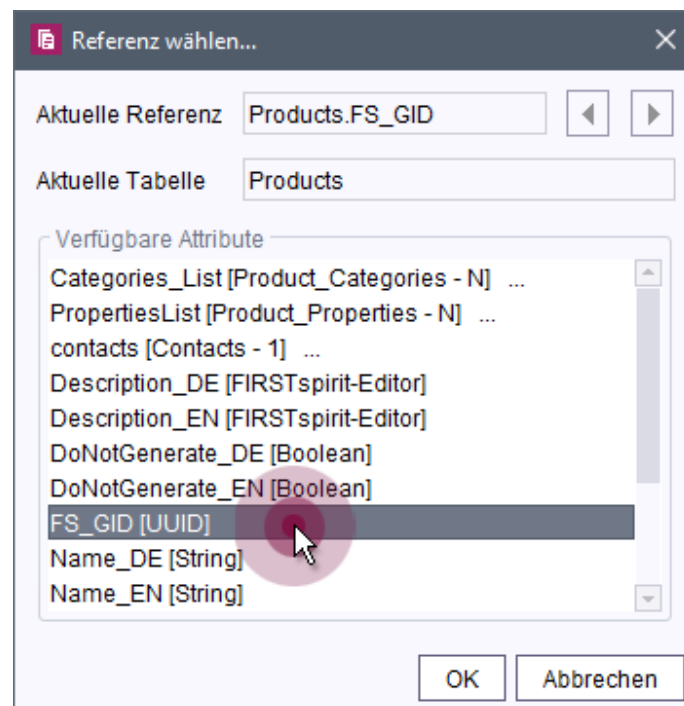 Referenz wählen...
Aktuelle Referenz Products.FS_GID
Aktuelle Tabelle Products
Verfügbare Attribute
Categories_List [Product_Categories - N] ...
PropertiesList [Product_Properties - N] ...
contacts [Contacts - 1] ...
Description_DE [FIRSTspirit-Editor]
Description_EN [FIRSTspirit-Editor]
DoNotGenerate_DE [Boolean]
DoNotGenerate_EN [Boolean]
FS_GID [UUID]
Name_DE [String]
Name_EN [String]
OK Abbrechen